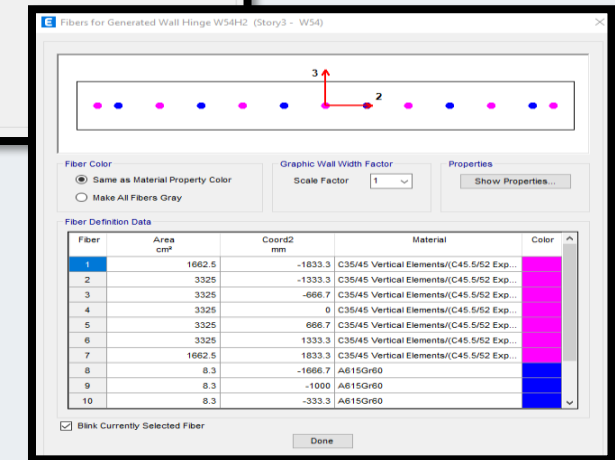 E Fibers for Generated Wall Hinge W54H2 (Story3 - W54)
3
2
Fiber Color
Same as Material Property Color
Make All Fibers Gray
Graphic Wall Width Factor
Scale Factor 1
Properties
Show Properties...
Fiber Definition Data
Fiber Area cm² Coord2 mm Material Color
1 1662.5 -1833.3 C35/45 Vertical Elements/(C45.5/52 Exp...
2 3325 -1333.3 C35/45 Vertical Elements/(C45.5/52 Exp...
3 3325 -666.7 C35/45 Vertical Elements/(C45.5/52 Exp...
4 3325 0 C35/45 Vertical Elements/(C45.5/52 Exp...
5 3325 666.7 C35/45 Vertical Elements/(C45.5/52 Exp...
6 3325 1333.3 C35/45 Vertical Elements/(C45.5/52 Exp...
7 1662.5 1833.3 C35/45 Vertical Elements/(C45.5/52 Exp...
8 8.3 -1666.7 A615Gr60
9 8.3 -1000 A615Gr60
10 8.3 -333.3 A615Gr60
Blink Currently Selected Fiber
Done